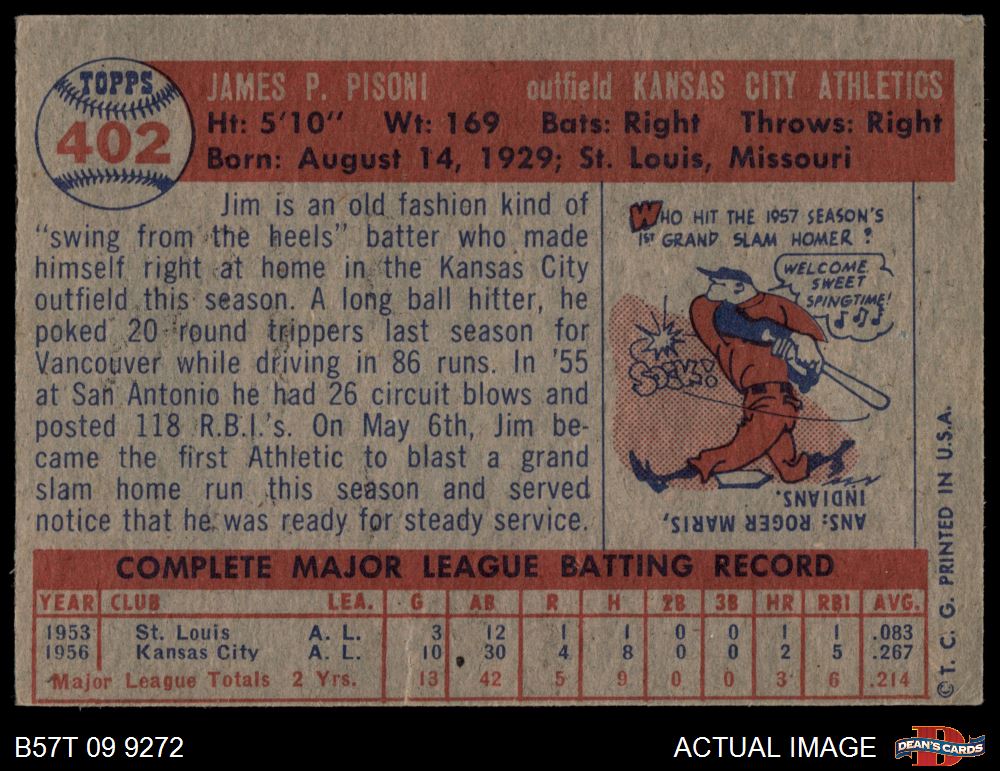 TOPPS
402
JAMES P. PISONI outfield KANSAS CITY ATHLETICS
Ht: 5'10" Wt: 169 Bats: Right Throws: Right
Born: August 14, 1929; St. Louis, Missouri
Jim is an old fashion kind of
"swing from the heels" batter who made
himself right at home in the Kansas City
outfield this season. A long ball hitter, he
poked 20 round trippers last season for
Vancouver while driving in 86 runs. In '55
at San Antonio he had 26 circuit blows and
posted 118 R.B.I.'s. On May 6th, Jim be-
came the first Athletic to blast a grand
slam home run this season and served
notice that he was ready for steady service.
WHO HIT THE 1957 SEASON'S
1ST GRAND SLAM HOMER?
WELCOME
SWEET
SPINGTIME!
SOCK!
ANS: ROGER MARIS,
INDIANS.
© T. C. G. PRINTED IN U.S.A.
COMPLETE MAJOR LEAGUE BATTING RECORD
YEAR CLUB LEA. G AB R H 2B 3B HR RBI AVG.
1953 St. Louis A. L. 3 12 1 1 0 0 1 1 .083
1956 Kansas City A. L. 10 30 4 8 0 0 2 5 .267
Major League Totals 2 Yrs. 13 42 5 9 0 0 3 6 .214
B57T 09 9272
ACTUAL IMAGE
DEAN'S CARDS